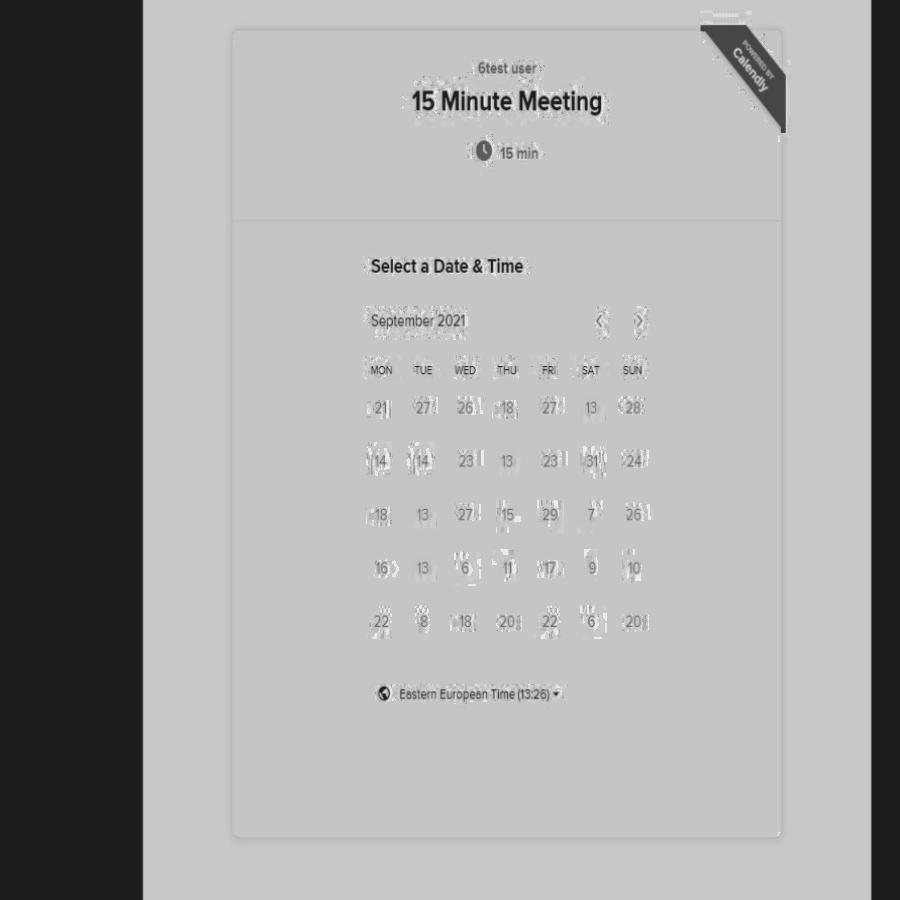 POWERED BY
Calendly
6test user
15 Minute Meeting
15 min
Select a Date & Time
September 2021
MON TUE WED THU FRI SAT SUN
21 27 26 18 27 13 28
14 14 23 13 23 31 24
18 13 27 15 29 7 26
16 13 6 11 17 9 10
22 8 18 20 22 6 20
Eastern European Time (13:26)